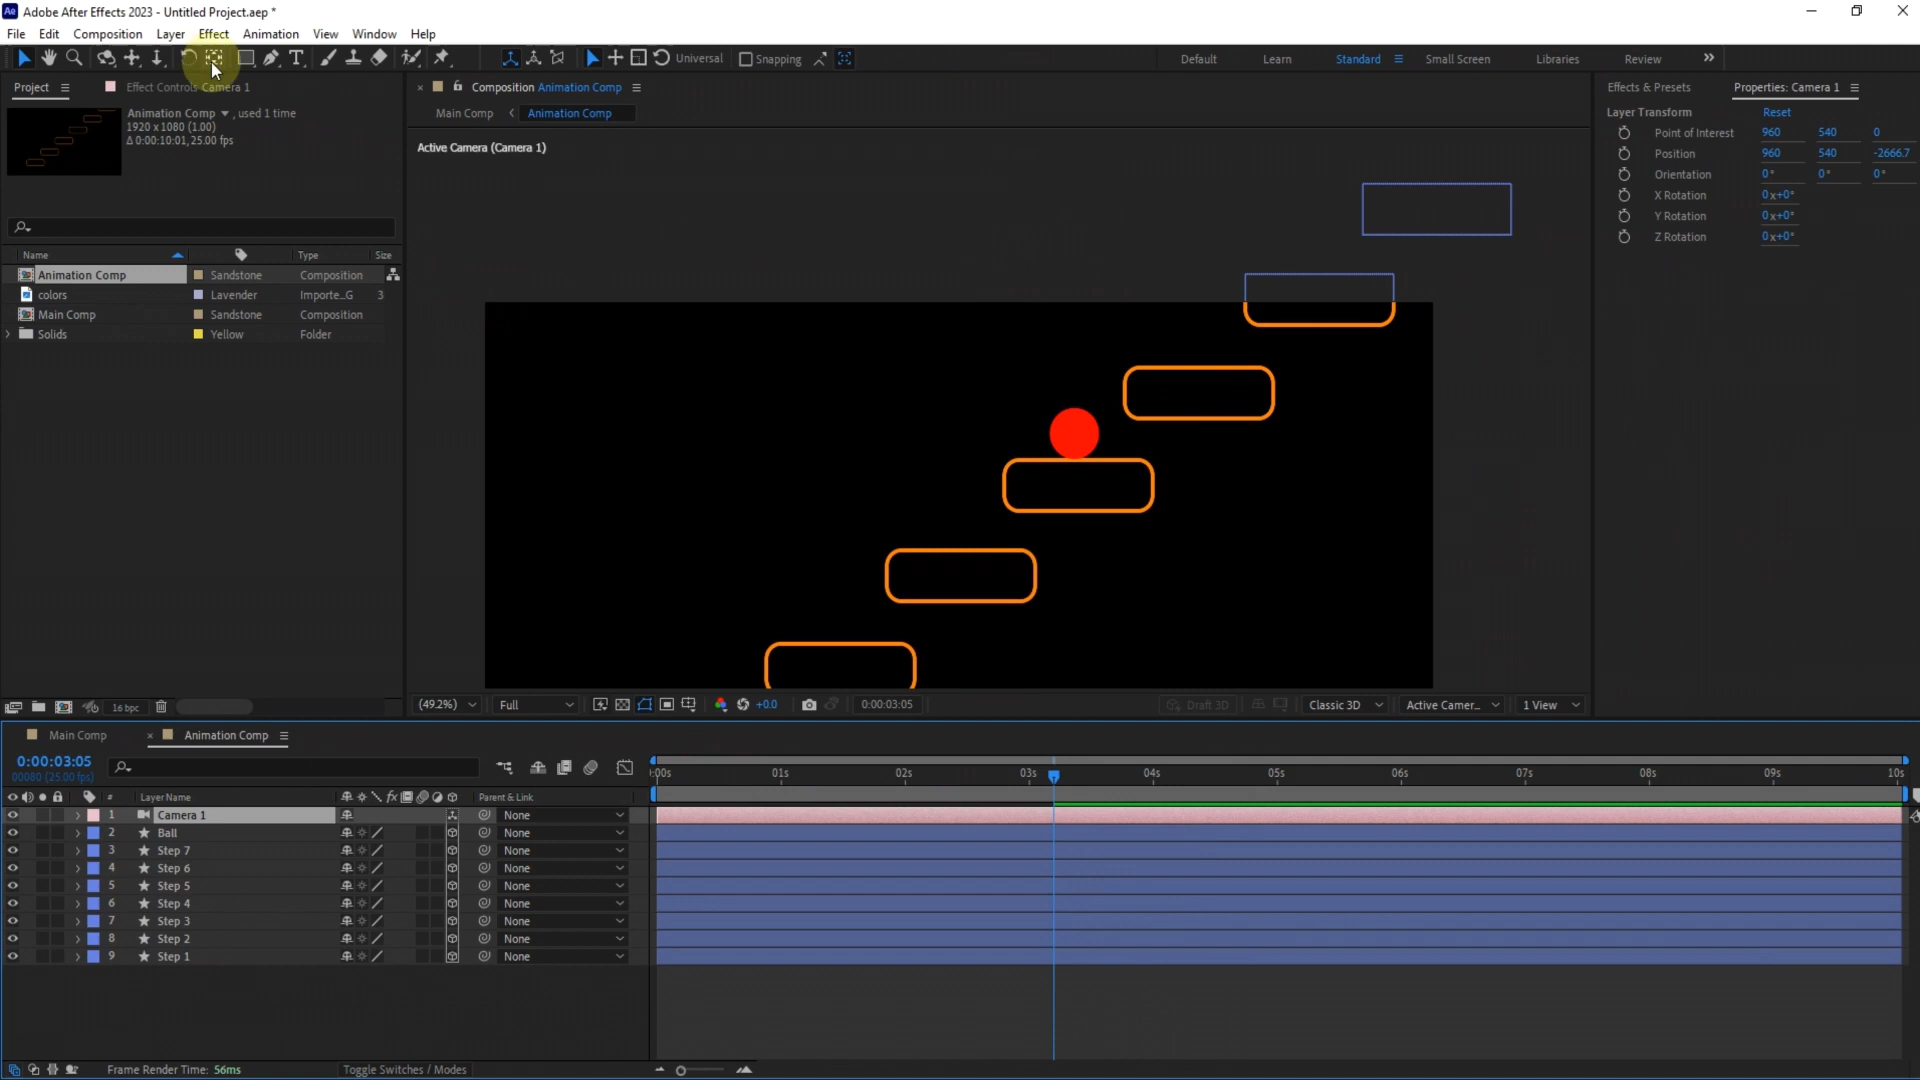 Adobe After Effects 2023 - Untitled Project.aep *
File Edit Composition Layer Effect Animation View Window Help
Universal Snapping Default Learn Standard Small Screen Libraries Review
Project Effect Controls Camera 1
Animation Comp , used 1 time
1920 x 1080 (1.00)
Δ 0:00:10:01, 25.00 fps
Name Type Size
Animation Comp Sandstone Composition
colors Lavender Importe...G 3
Main Comp Sandstone Composition
Solids Yellow Folder
16 bpc
Composition Animation Comp
Main Comp Animation Comp
Active Camera (Camera 1)
(49.2%) Full +0.0 0:00:03:05 Draft 3D Classic 3D Active Camer... 1 View
Effects & Presets Properties: Camera 1
Layer Transform Reset
Point of Interest 960 540 0
Position 960 540 -2666.7
Orientation 0° 0° 0°
X Rotation 0x+0°
Y Rotation 0x+0°
Z Rotation 0x+0°
Main Comp Animation Comp
0:00:03:05
00080 (25.00 fps)
:00s 01s 02s 03s 04s 05s 06s 07s 08s 09s 10s
# Layer Name fx Parent & Link
1 Camera 1 None
2 Ball None
3 Step 7 None
4 Step 6 None
5 Step 5 None
6 Step 4 None
7 Step 3 None
8 Step 2 None
9 Step 1 None
Frame Render Time: 56ms Toggle Switches / Modes